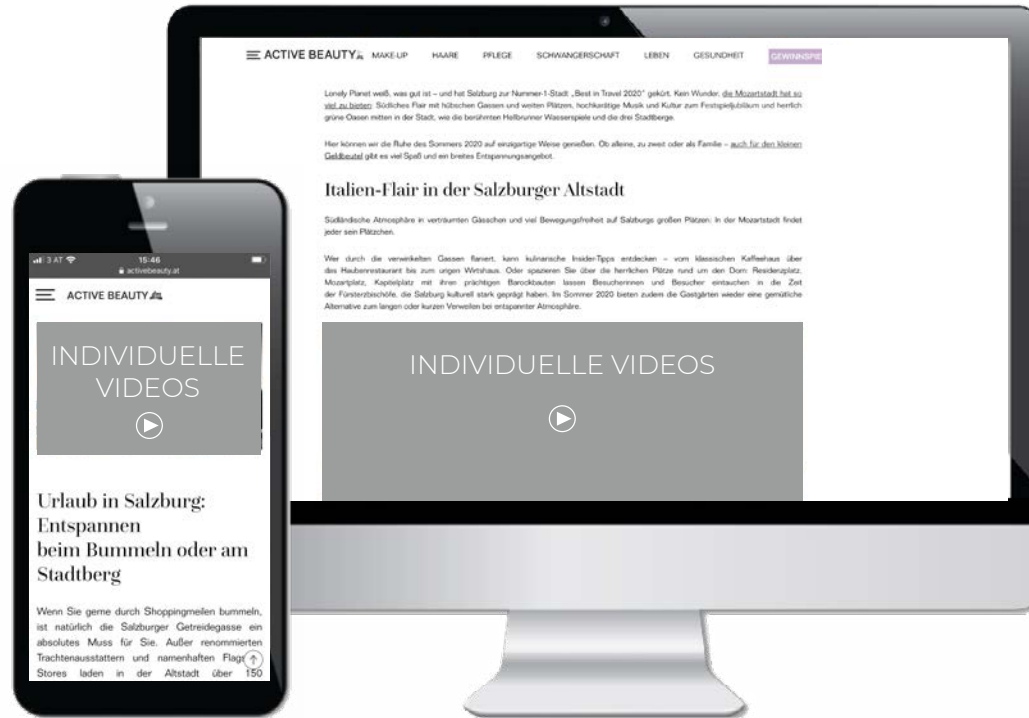 ACTIVE BEAUTY
MAKE-UP HAARE PFLEGE SCHWANGERSCHAFT LEBEN GESUNDHEIT GEWINNSPIE
Lonely Planet weiß, was gut ist – und hat Salzburg zur Nummer-1-Stadt „Best in Travel 2020“ gekürt. Kein Wunder, die Mozartstadt hat so
viel zu bieten: Südliches Flair mit hübschen Gassen und weiten Plätzen, hochkarätige Musik und Kultur zum Festspieljubiläum und herrlich
grüne Oasen mitten in der Stadt, wie die berühmten Hellbrunner Wasserspiele und die drei Stadtberge.
Hier können wir die Ruhe des Sommers 2020 auf einzigartige Weise genießen. Ob alleine, zu zweit oder als Familie – auch für den kleinen
Geldbeutel gibt es viel Spaß und ein breites Entspannungsangebot.
Italien-Flair in der Salzburger Altstadt
Südländische Atmosphäre in verträumten Gässchen und viel Bewegungsfreiheit auf Salzburgs großen Plätzen: In der Mozartstadt findet
jeder sein Plätzchen.
Wer durch die verwinkelten Gassen flaniert, kann kulinarische Insider-Tipps entdecken – vom klassischen Kaffeehaus über
das Haubenrestaurant bis zum urigen Wirtshaus. Oder spazieren Sie über die herrlichen Plätze rund um den Dom: Residenzplatz,
Mozartplatz, Kapitelplatz mit ihren prächtigen Barockbauten lassen Besucherinnen und Besucher eintauchen in die Zeit
der Fürsterzbischöfe, die Salzburg kulturell stark geprägt haben. Im Sommer 2020 bieten zudem die Gastgärten wieder eine gemütliche
Alternative zum langen oder kurzen Verweilen bei entspannter Atmosphäre.
INDIVIDUELLE VIDEOS
3 AT 15:46
activebeauty.at
ACTIVE BEAUTY
INDIVIDUELLE
VIDEOS
Urlaub in Salzburg:
Entspannen
beim Bummeln oder am
Stadtberg
Wenn Sie gerne durch Shoppingmeilen bummeln,
ist natürlich die Salzburger Getreidegasse ein
absolutes Muss für Sie. Außer renommierten
Trachtenausstattern und namenhaften Flags
Stores laden in der Altstadt über 150